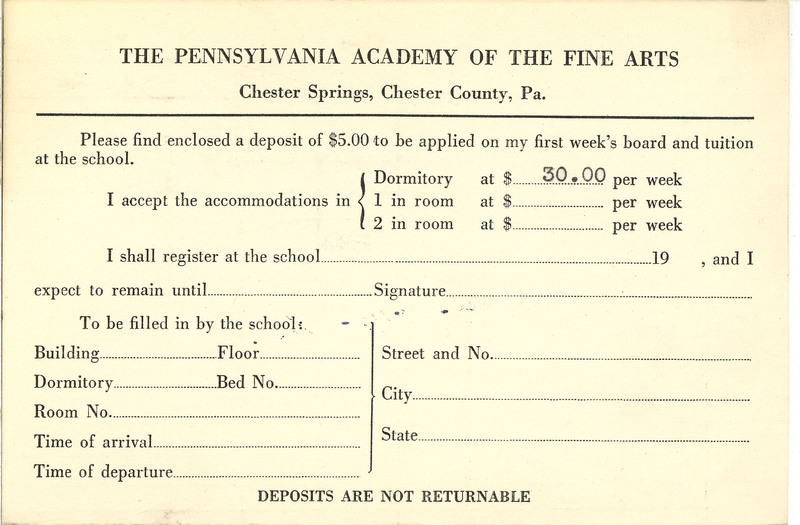 THE PENNSYLVANIA ACADEMY OF THE FINE ARTS
Chester Springs, Chester County, Pa.
Please find enclosed a deposit of $5.00 to be applied on my first week's board and tuition
at the school.
I accept the accommodations in
Dormitory at $ 30.00 per week
1 in room at $ per week
2 in room at $ per week
I shall register at the school 19 , and I
expect to remain until Signature
To be filled in by the school:
Building Floor
Dormitory Bed No.
Room No.
Time of arrival
Time of departure
Street and No.
City
State
DEPOSITS ARE NOT RETURNABLE